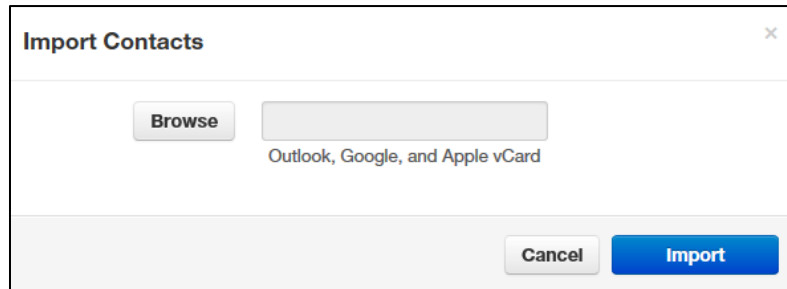 Import Contacts
×
Browse
Outlook, Google, and Apple vCard
Cancel
Import